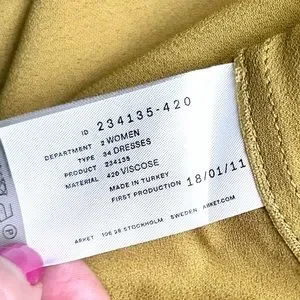 ID 234135-420
DEPARTMENT 2 WOMEN
TYPE 34 DRESSES
PRODUCT 234135
MATERIAL 420 VISCOSE
MADE IN TURKEY
FIRST PRODUCTION 18/01/11
ARKET 106 38 STOCKHOLM SWEDEN ARKET.COM